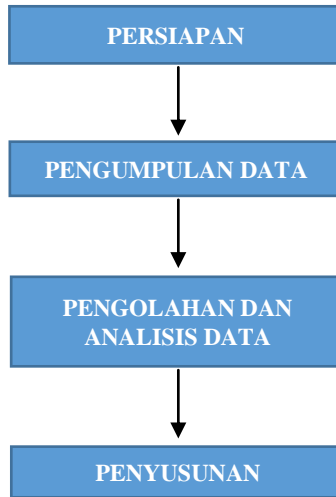 PERSIAPAN
PENGUMPULAN DATA
PENGOLAHAN DAN
ANALISIS DATA
PENYUSUNAN